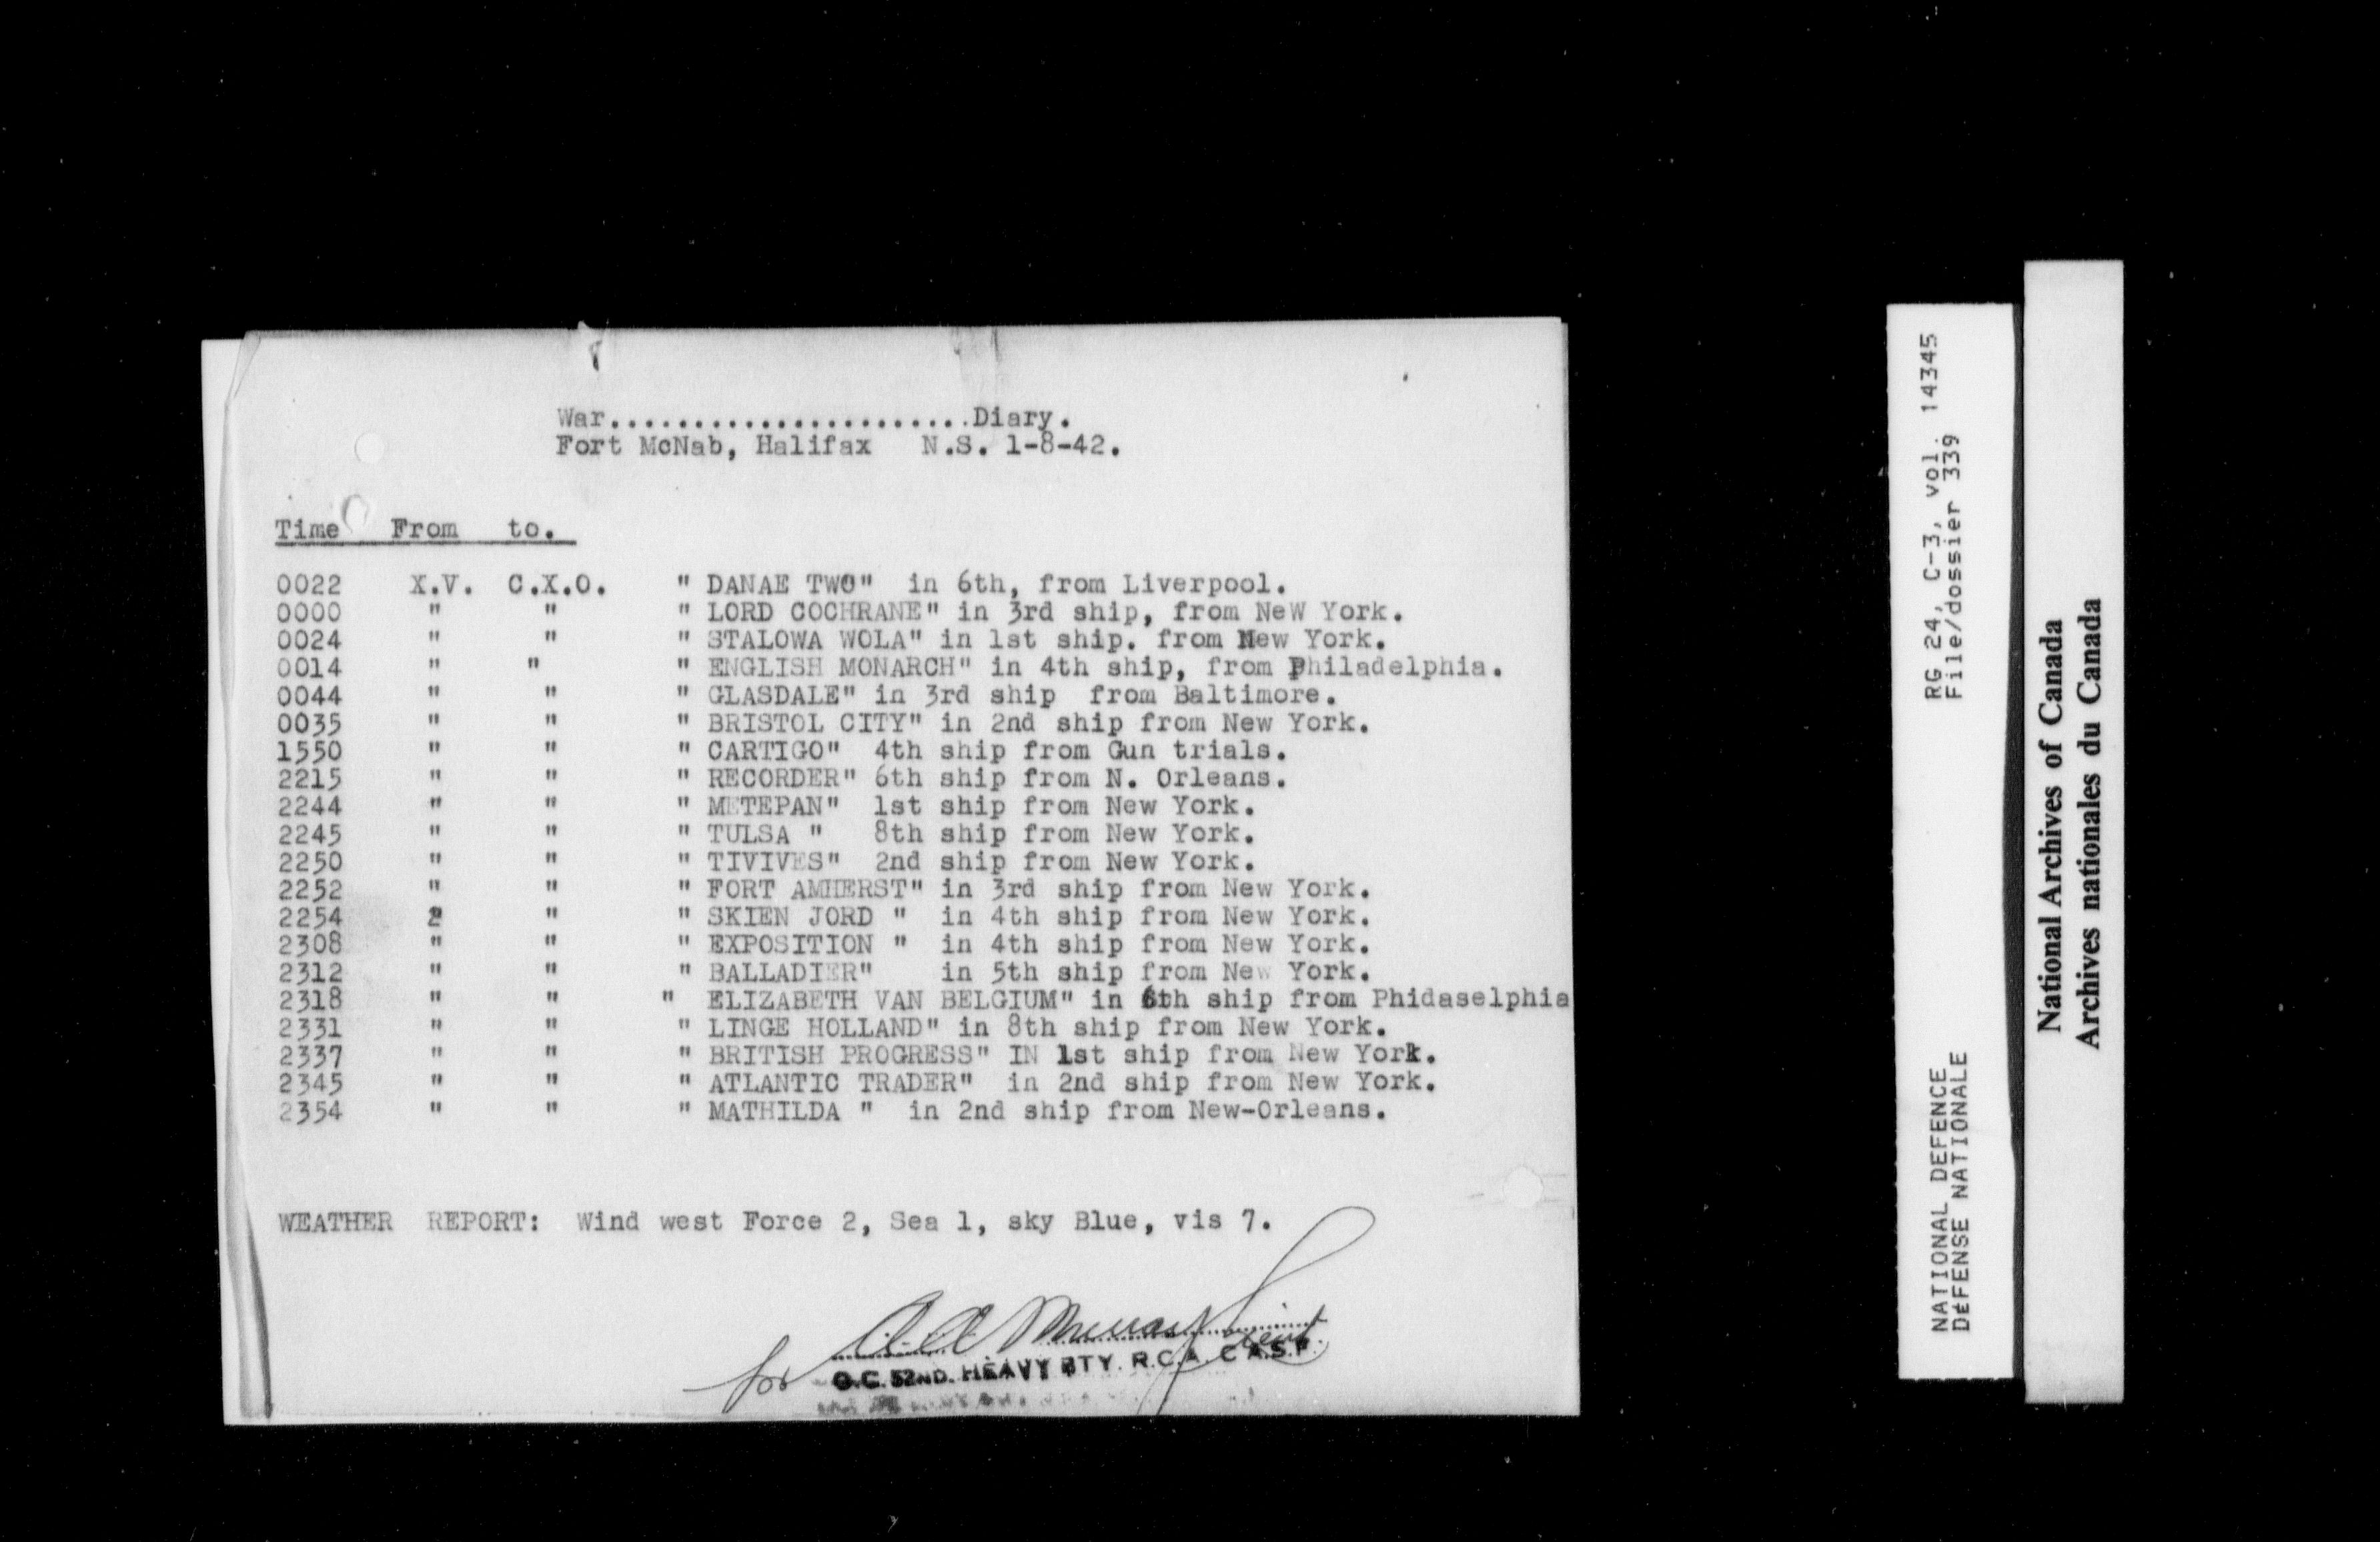 War......................Diary.
Fort McNab, Halifax N.S. 1-8-42.
Time From to.
0022 X.V. C.X.O. " DANAE TWO" in 6th, from Liverpool.
0000 " " " LORD COCHRANE" in 3rd ship, from NeW York.
0024 " " " STALOWA WOLA" in 1st ship. from New York.
0014 " " " ENGLISH MONARCH" in 4th ship, from Philadelphia.
0044 " " " GLASDALE" in 3rd ship from Baltimore.
0035 " " " BRISTOL CITY" in 2nd ship from New York.
1550 " " " CARTIGO" 4th ship from Gun trials.
2215 " " " RECORDER" 6th ship from N. Orleans.
2244 " " " METEPAN" 1st ship from New York.
2245 " " " TULSA " 8th ship from New York.
2250 " " " TIVIVES" 2nd ship from New York.
2252 " " " FORT AMHERST" in 3rd ship from New York.
2254 2 " " SKIEN JORD " in 4th ship from New York.
2308 " " " EXPOSITION " in 4th ship from New York.
2312 " " " BALLADIER" in 5th ship from New York.
2318 " " " ELIZABETH VAN BELGIUM" in 6th ship from Phidaselphia
2331 " " " LINGE HOLLAND" in 8th ship from New York.
2337 " " " BRITISH PROGRESS" IN 1st ship from New York.
2345 " " " ATLANTIC TRADER" in 2nd ship from New York.
2354 " " " MATHILDA " in 2nd ship from New-Orleans.
WEATHER REPORT: Wind west Force 2, Sea 1, sky Blue, vis 7.
for
O.C. 52ND. HEAVY BTY. R.C.A. C.A.S.F.
RG 24, C-3, vol. 14345
File/dossier 339
NATIONAL DEFENCE
DÉFENSE NATIONALE
National Archives of Canada
Archives nationales du Canada